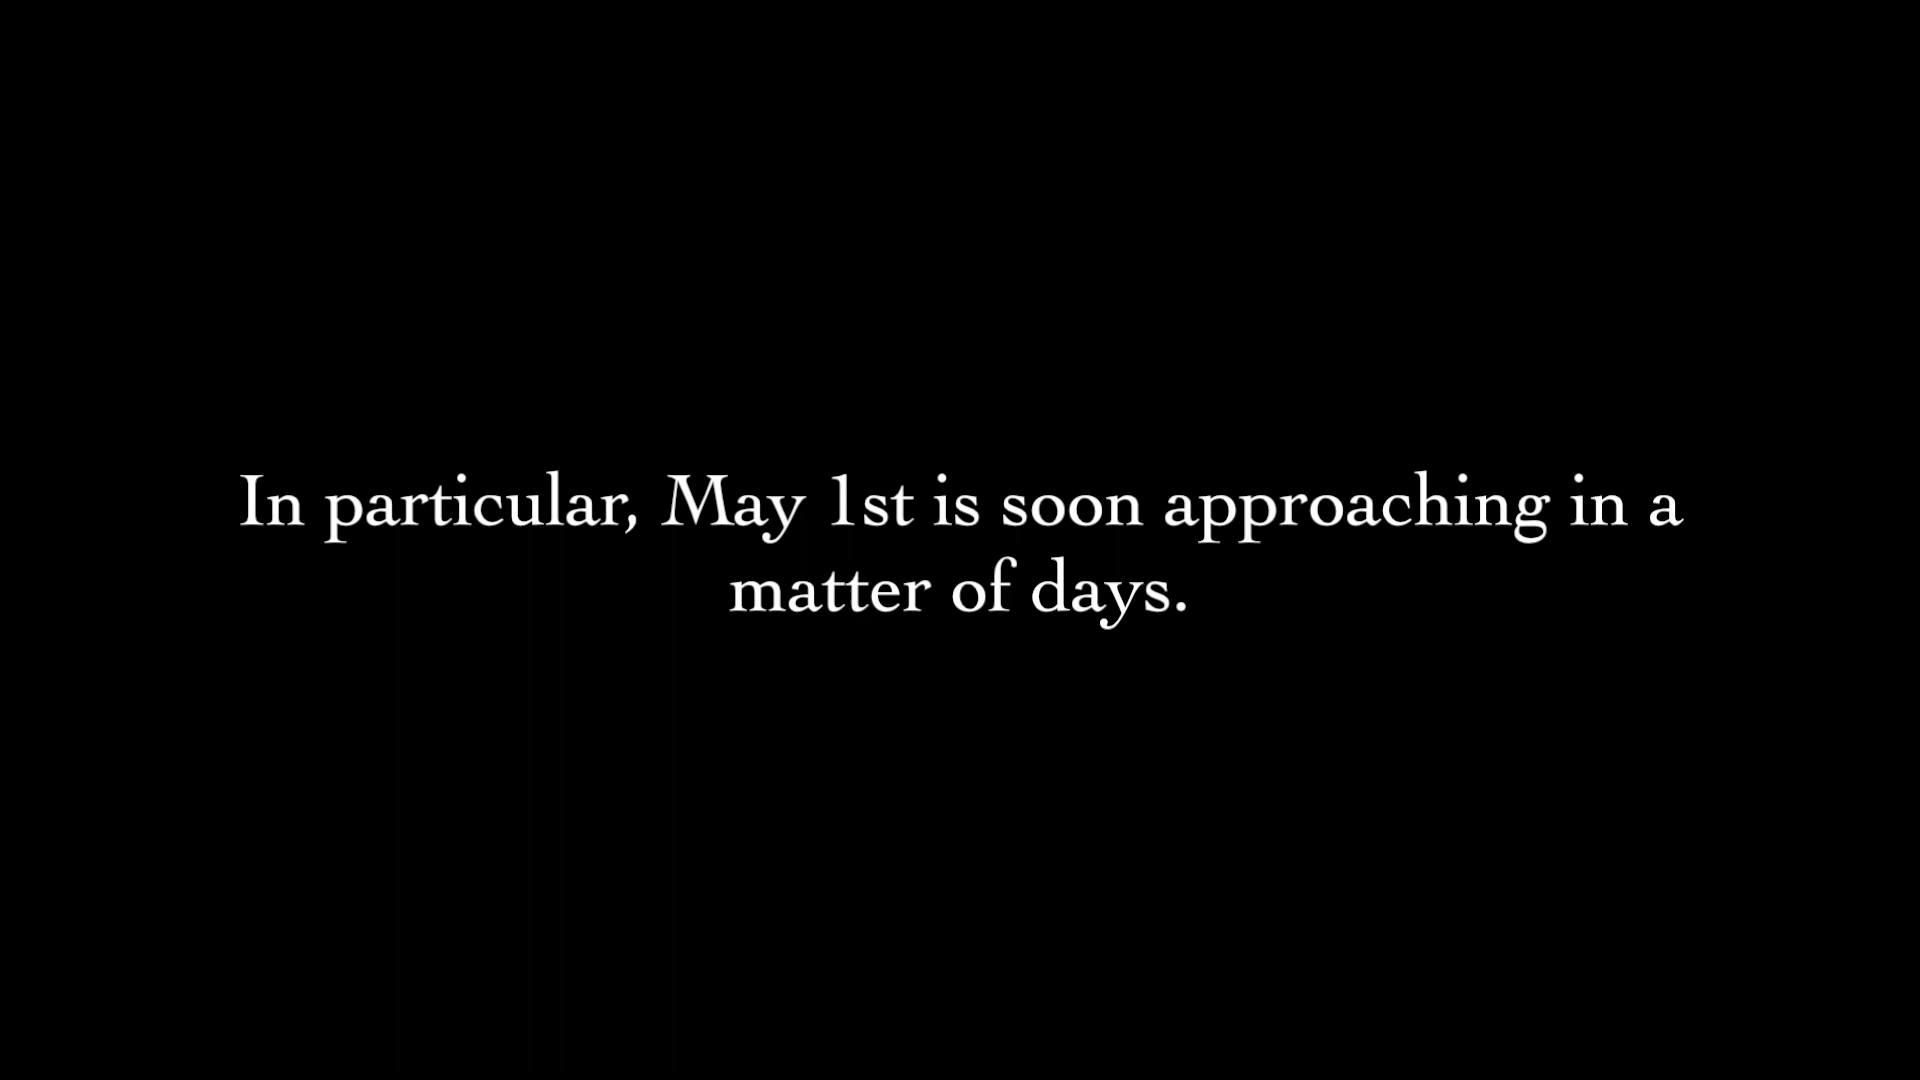 In particular, May 1st is soon approaching in a
matter of days.